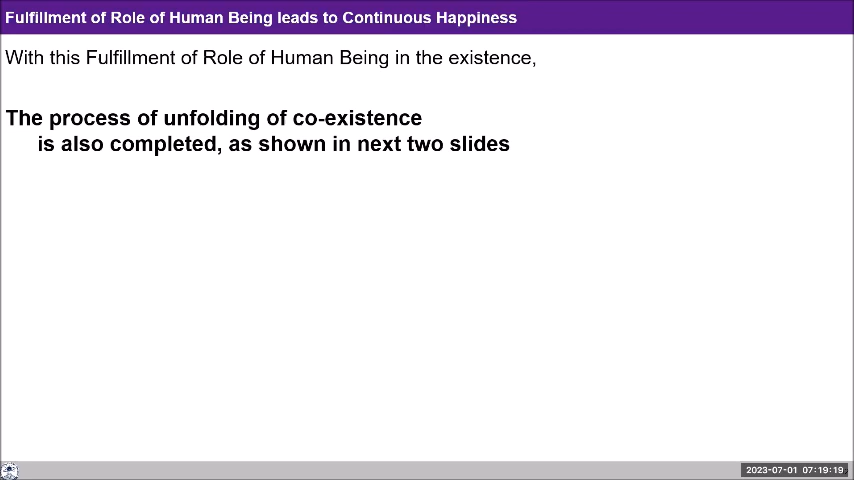 Fulfillment of Role of Human Being leads to Continuous Happiness
With this Fulfillment of Role of Human Being in the existence,
The process of unfolding of co-existence
is also completed, as shown in next two slides
2023-07-01 07:19:19